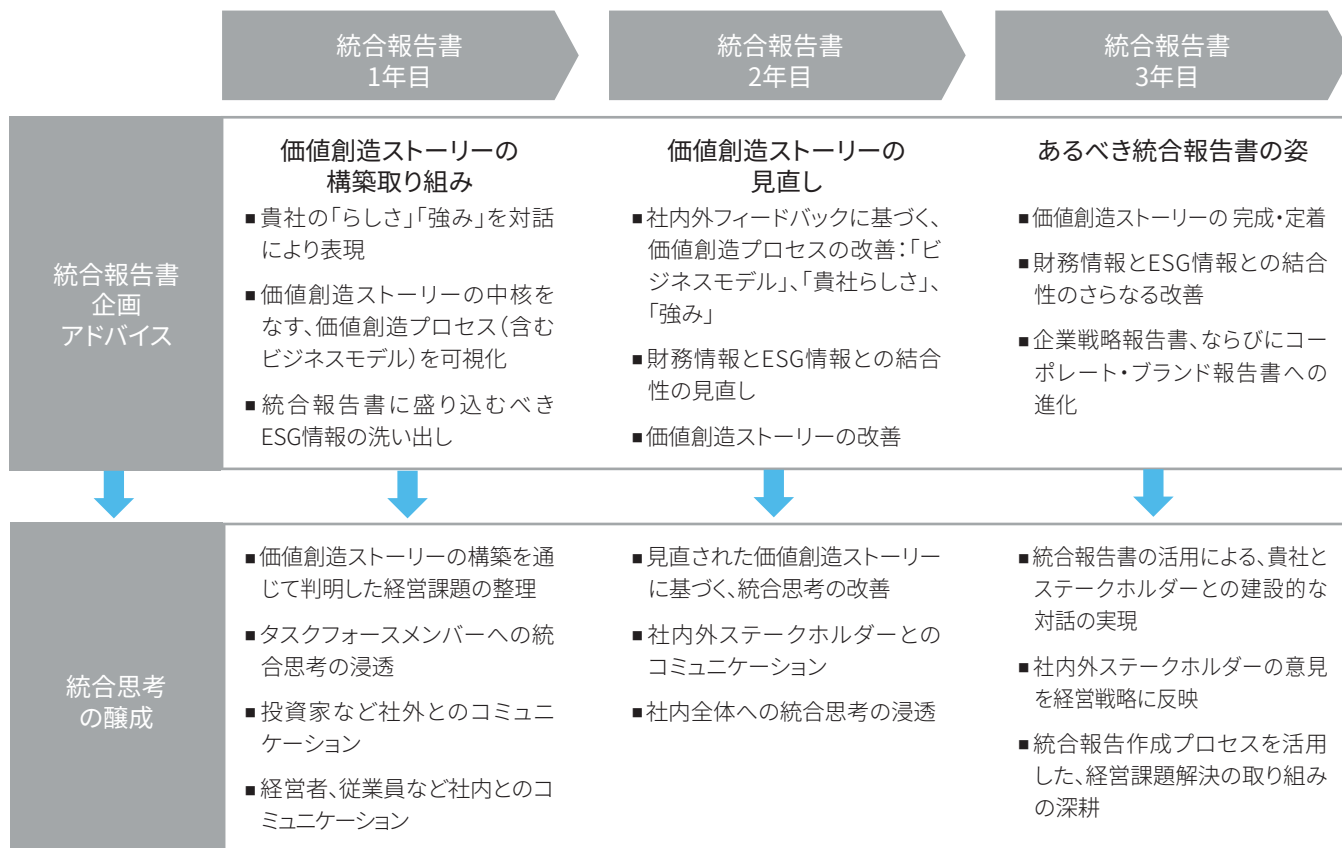 統合報告書
1年目
統合報告書
2年目
統合報告書
3年目
統合報告書
企画
アドバイス
価値創造ストーリーの
構築取り組み
■貴社の「らしさ」「強み」を対話
により表現
■価値創造ストーリーの中核を
なす、価値創造プロセス（含む
ビジネスモデル）を可視化
■統合報告書に盛り込むべき
ESG情報の洗い出し
価値創造ストーリーの
見直し
■社内外フィードバックに基づく、
価値創造プロセスの改善：「ビ
ジネスモデル」、「貴社らしさ」、
「強み」
■財務情報とESG情報との結合
性の見直し
■価値創造ストーリーの改善
あるべき統合報告書の姿
■価値創造ストーリーの 完成・定着
■財務情報とESG情報との結合
性のさらなる改善
■企業戦略報告書、ならびにコー
ポレート・ブランド報告書への
進化
統合思考
の醸成
■価値創造ストーリーの構築を通
じて判明した経営課題の整理
■タスクフォースメンバーへの統
合思考の浸透
■投資家など社外とのコミュニ
ケーション
■経営者、従業員など社内とのコ
ミュニケーション
■見直された価値創造ストーリー
に基づく、統合思考の改善
■社内外ステークホルダーとの
コミュニケーション
■社内全体への統合思考の浸透
■統合報告書の活用による、貴社と
ステークホルダーとの建設的な
対話の実現
■社内外ステークホルダーの意見
を経営戦略に反映
■統合報告作成プロセスを活用
した、経営課題解決の取り組み
の深耕